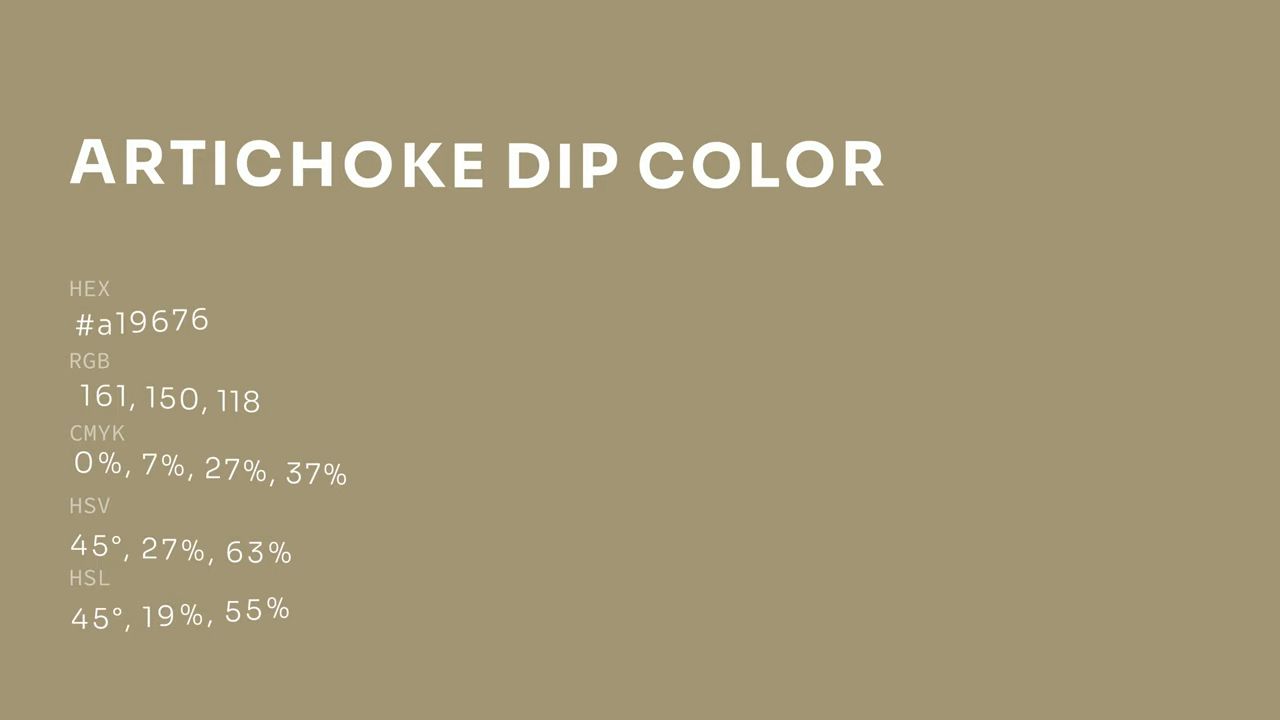 ARTICHOKE DIP COLOR
HEX
#a19676
RGB
161, 150, 118
CMYK
0%, 7%, 27%, 37%
HSV
45°, 27%, 63%
HSL
45°, 19%, 55%